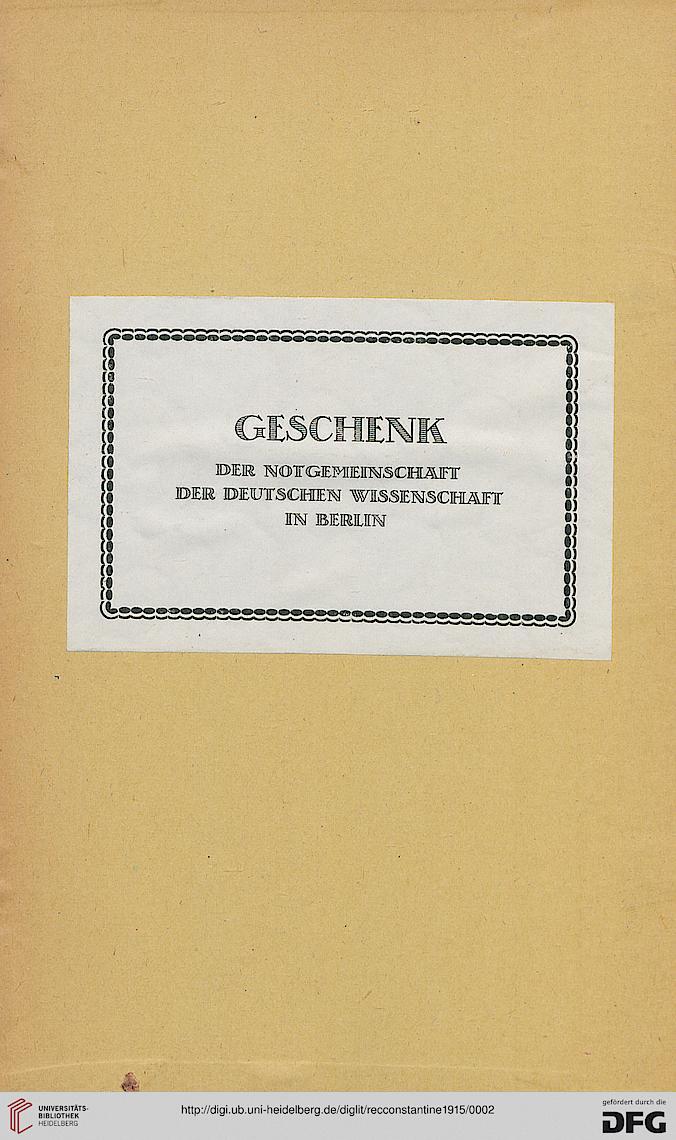 GESCHENK
DER NOTGEMEINSCHAFT
DER DEUTSCHEN WISSENSCHAFT
IN BERLIN
UNIVERSITÄTS-
BIBLIOTHEK
HEIDELBERG
http://digi.ub.uni-heidelberg.de/diglit/recconstantine1915/0002
gefördert durch die
DFG